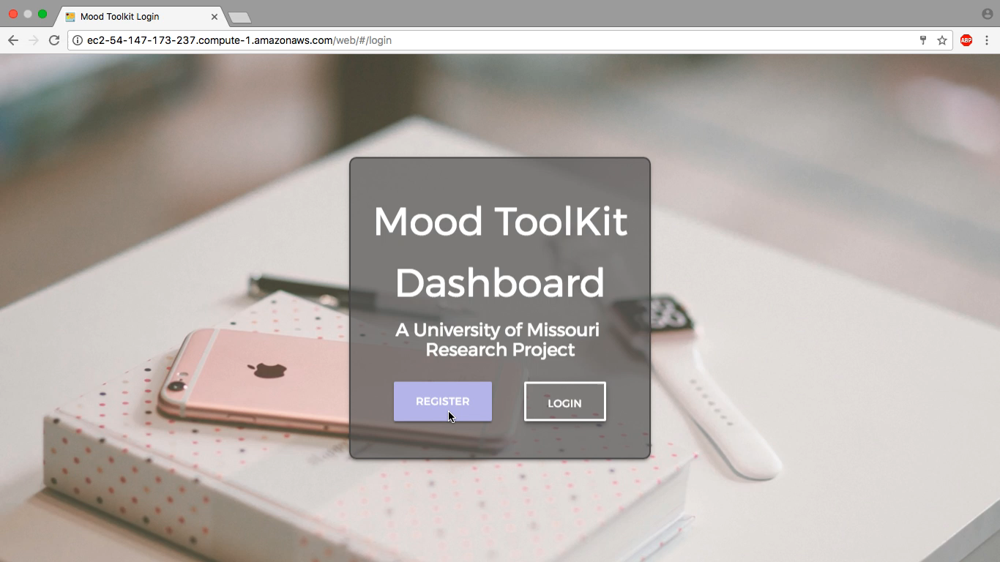 Mood Toolkit Login
ec2-54-147-173-237.compute-1.amazonaws.com/web/#/login
ABP
Mood ToolKit
Dashboard
A University of Missouri
Research Project
REGISTER
LOGIN